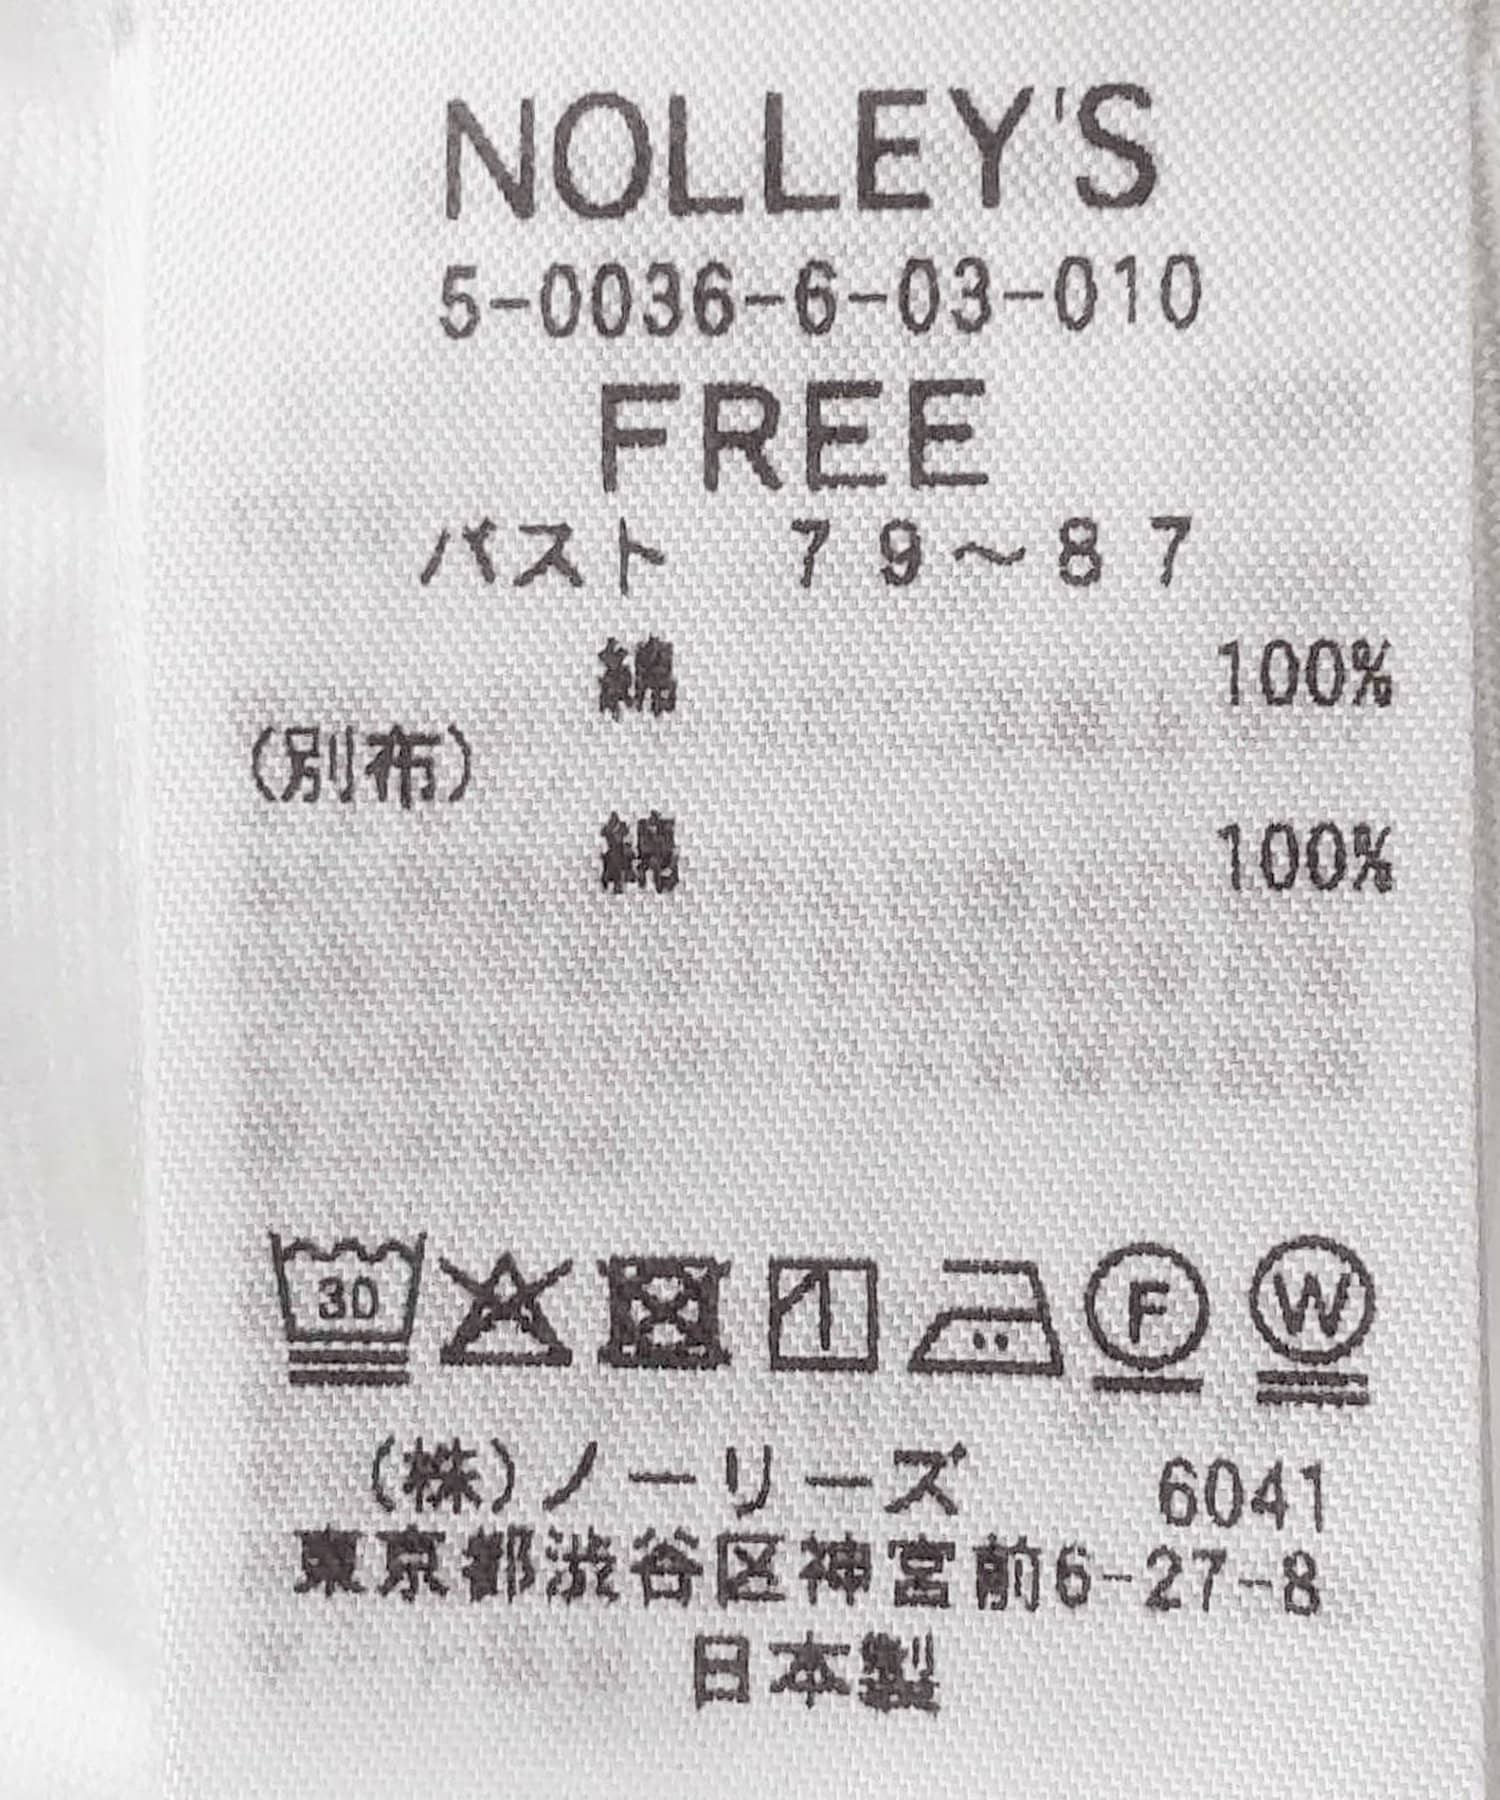 NOLLEY'S
5-0036-6-03-010
FREE
バスト　79〜87
綿 100%
(別布)
綿 100%
30 F W
(株)ノーリーズ 6041
東京都渋谷区神宮前6-27-8
日本製